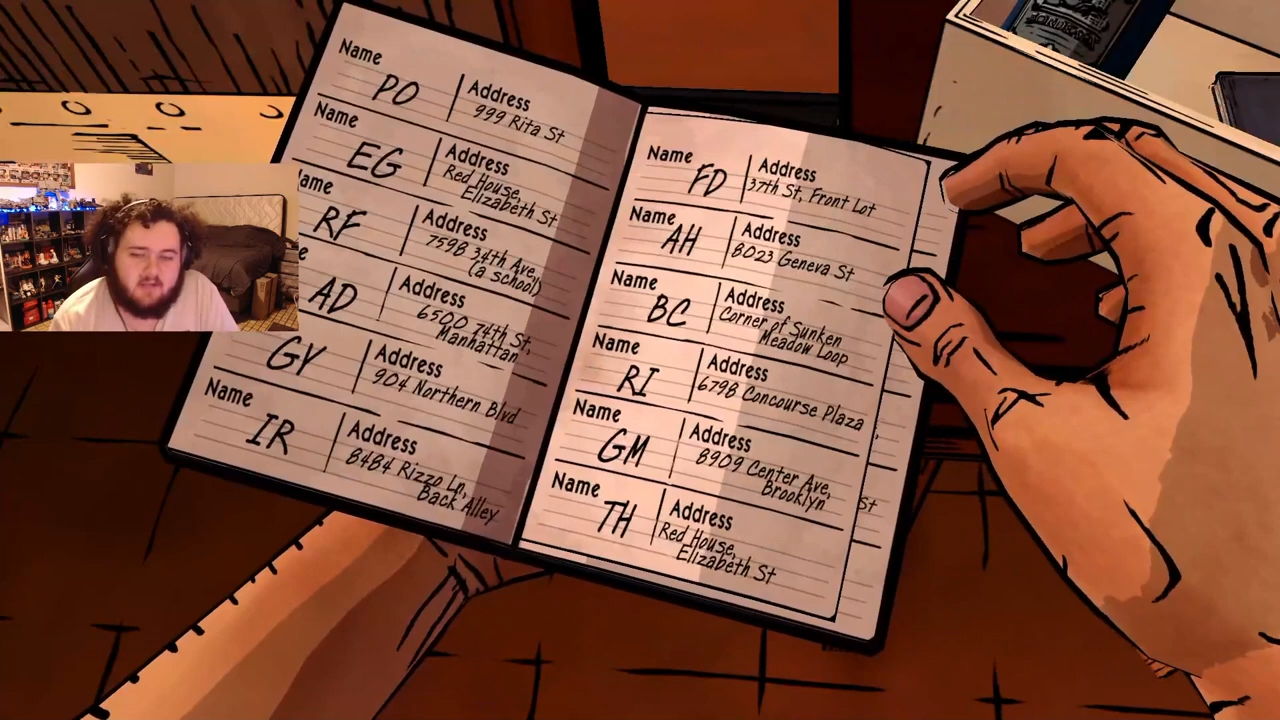 Name
PO
Address
999 Rita St
Name
EG
Address
Red House,
Elizabeth St
RF
Address
759B 34th Ave,
(a school)
AD
Address
6500 74th St,
Manhattan
GY
Address
904 Northern Blvd
Name
IR
Address
8484 Rizzo Ln,
Back Alley
Name
FD
Address
37th St, Front Lot
Name
AH
Address
8023 Geneva St
Name
BC
Address
Corner of Sunken
Meadow Loop
Name
RI
Address
679B Concourse Plaza
Name
GM
Address
8909 Center Ave,
Brooklyn
Name
TH
Address
Red House,
Elizabeth St
St